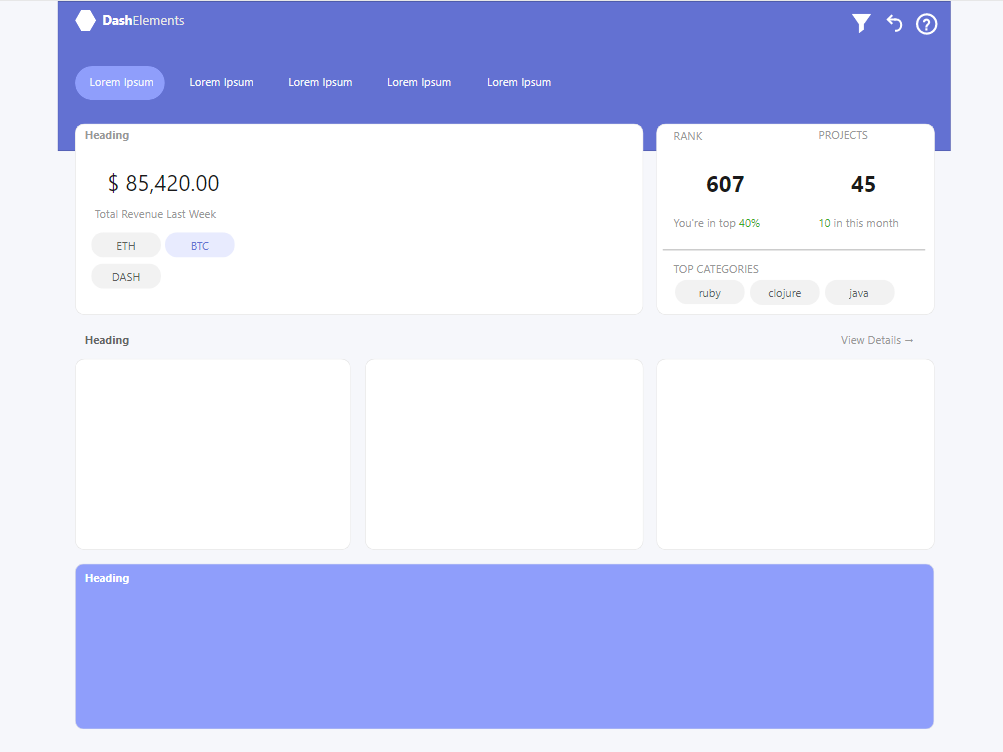 DashElements
Lorem Ipsum Lorem Ipsum Lorem Ipsum Lorem Ipsum Lorem Ipsum
Heading
$ 85,420.00
Total Revenue Last Week
ETH BTC
DASH
RANK PROJECTS
607 45
You're in top 40% 10 in this month
TOP CATEGORIES
ruby clojure java
Heading View Details →
Heading